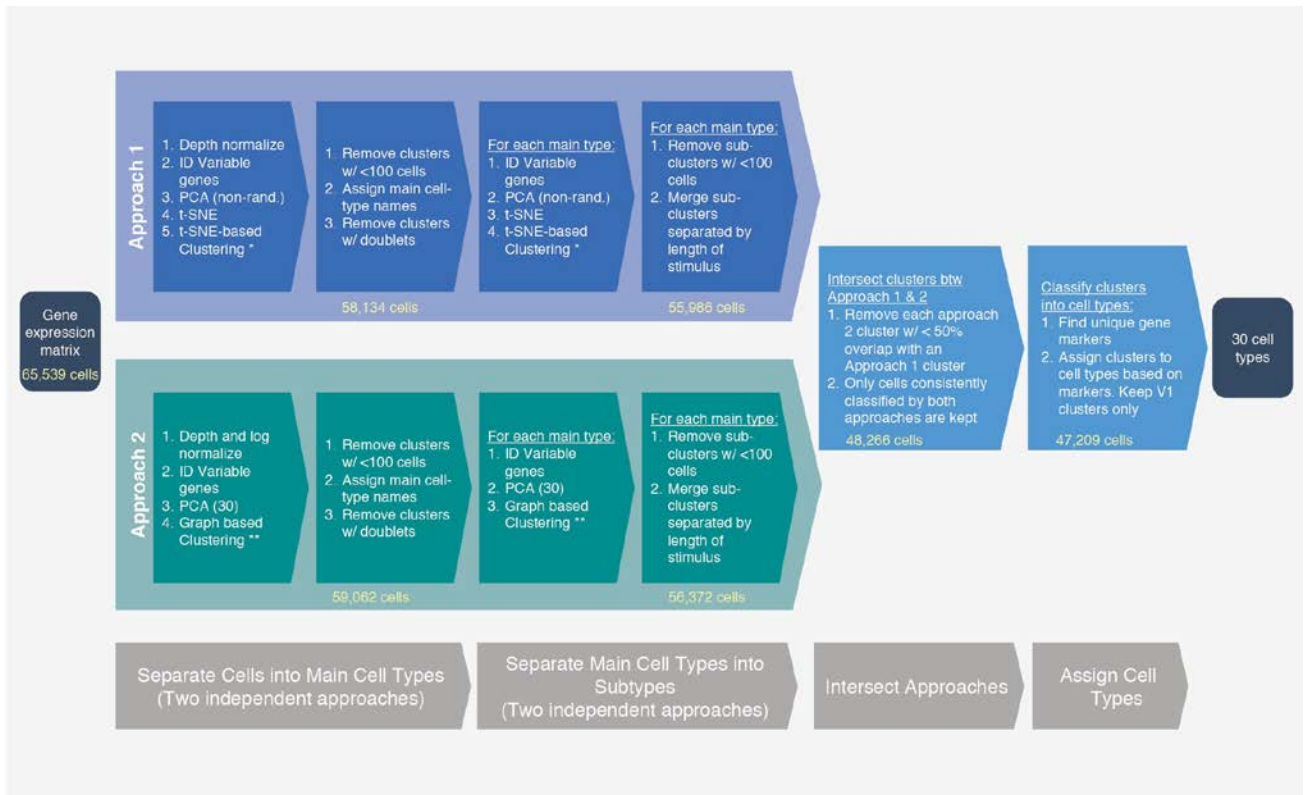 Gene
expression
matrix
65,539 cells
Approach 1
1. Depth normalize
2. ID Variable
genes
3. PCA (non-rand.)
4. t-SNE
5. t-SNE-based
Clustering *
1. Remove clusters
w/ <100 cells
2. Assign main cell-
type names
3. Remove clusters
w/ doublets
58,134 cells
For each main type:
1. ID Variable
genes
2. PCA (non-rand.)
3. t-SNE
4. t-SNE-based
Clustering *
For each main type:
1. Remove sub-
clusters w/ <100
cells
2. Merge sub-
clusters
separated by
length of
stimulus
55,986 cells
Approach 2
1. Depth and log
normalize
2. ID Variable
genes
3. PCA (30)
4. Graph based
Clustering **
1. Remove clusters
w/ <100 cells
2. Assign main cell-
type names
3. Remove clusters
w/ doublets
59,062 cells
For each main type:
1. ID Variable
genes
2. PCA (30)
3. Graph based
Clustering **
For each main type:
1. Remove sub-
clusters w/ <100
cells
2. Merge sub-
clusters
separated by
length of
stimulus
56,372 cells
Intersect clusters btw
Approach 1 & 2
1. Remove each approach
2 cluster w/ < 50%
overlap with an
Approach 1 cluster
2. Only cells consistently
classified by both
approaches are kept
48,266 cells
Classify clusters
into cell types:
1. Find unique gene
markers
2. Assign clusters to
cell types based on
markers. Keep V1
clusters only
47,209 cells
30 cell
types
Separate Cells into Main Cell Types
(Two independent approaches)
Separate Main Cell Types into
Subtypes
(Two independent approaches)
Intersect Approaches
Assign Cell
Types